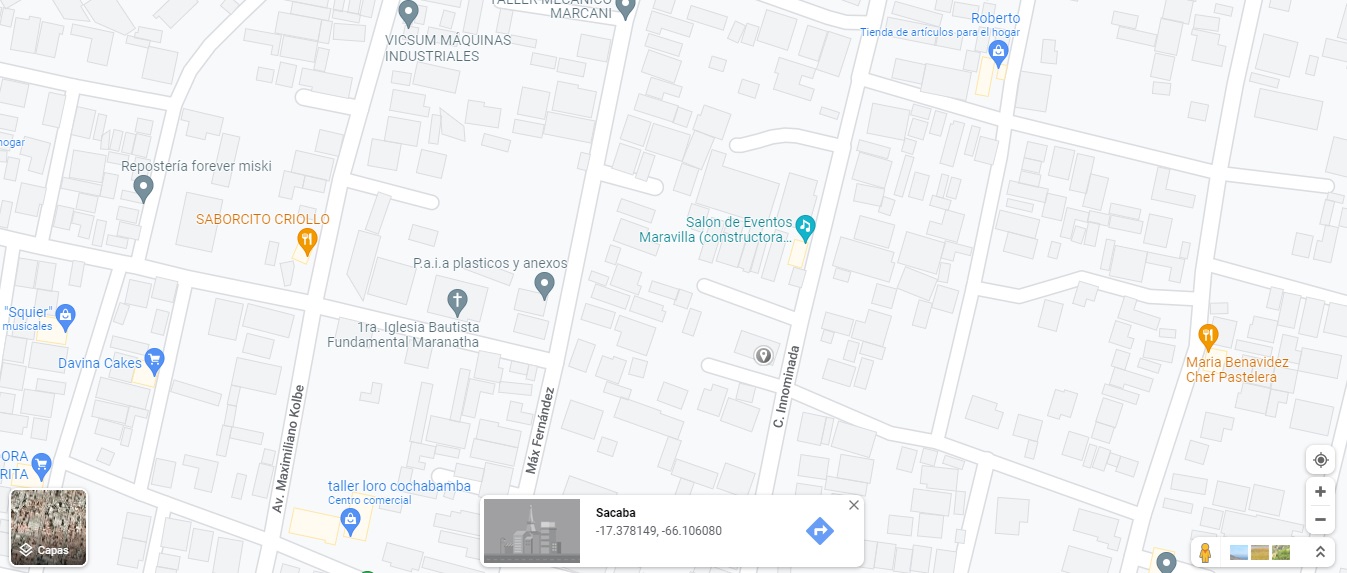 TALLER MECÁNICO
MARCANI
VICSUM MÁQUINAS
INDUSTRIALES
Roberto
Tienda de artículos para el hogar
hogar
Repostería forever miski
SABORCITO CRIOLLO
Salon de Eventos
Maravilla (constructora...
P.a.i.a plasticos y anexos
1ra. Iglesia Bautista
Fundamental Maranatha
"Squier"
musicales
Davina Cakes
Maria Benavidez
Chef Pastelera
Av. Maximiliano Kolbe
Máx Fernández
C. Innominada
DORA
RITA
taller loro cochabamba
Centro comercial
Sacaba
-17.378149, -66.106080
Capas